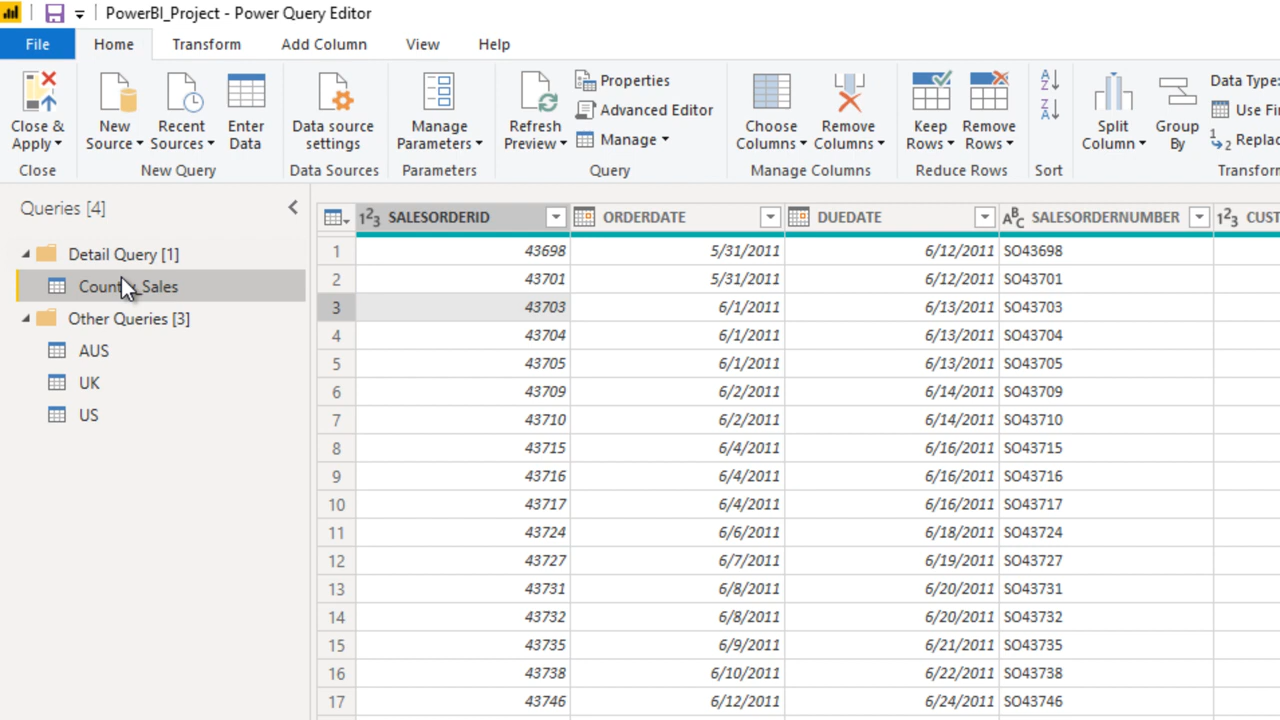 PowerBI_Project - Power Query Editor
File Home Transform Add Column View Help
Close & Apply
New Source
Recent Sources
Enter Data
Data source settings
Manage Parameters
Refresh Preview
Properties
Advanced Editor
Manage
Choose Columns
Remove Columns
Keep Rows
Remove Rows
Split Column
Group By
Data Type:
Close New Query Data Sources Parameters Query Manage Columns Reduce Rows Sort
Queries [4]
Detail Query [1]
Other Queries [3]
AUS
UK
US
SALESORDERID ORDERDATE DUEDATE SALESORDERNUMBER
1 43698 5/31/2011 6/12/2011 SO43698
2 43701 5/31/2011 6/12/2011 SO43701
3 43703 6/1/2011 6/13/2011 SO43703
4 43704 6/1/2011 6/13/2011 SO43704
5 43705 6/1/2011 6/13/2011 SO43705
6 43709 6/2/2011 6/14/2011 SO43709
7 43710 6/2/2011 6/14/2011 SO43710
8 43715 6/4/2011 6/16/2011 SO43715
9 43716 6/4/2011 6/16/2011 SO43716
10 43717 6/4/2011 6/16/2011 SO43717
11 43724 6/6/2011 6/18/2011 SO43724
12 43727 6/7/2011 6/19/2011 SO43727
13 43731 6/8/2011 6/20/2011 SO43731
14 43732 6/8/2011 6/20/2011 SO43732
15 43735 6/9/2011 6/21/2011 SO43735
16 43738 6/10/2011 6/22/2011 SO43738
17 43746 6/12/2011 6/24/2011 SO43746